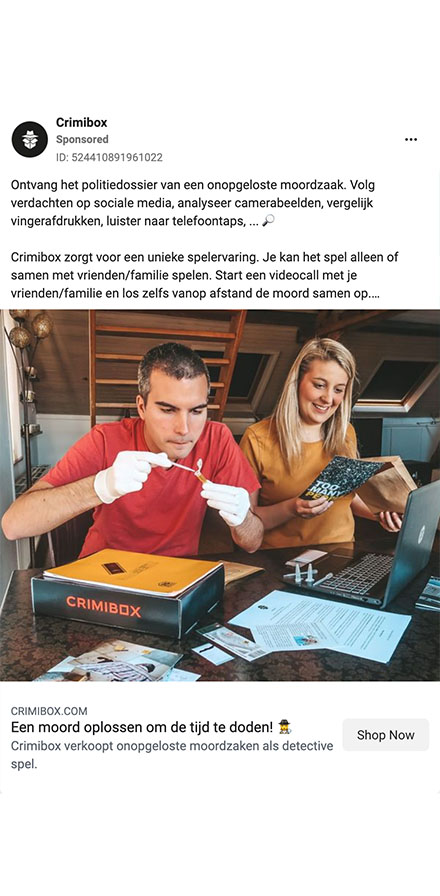 Crimibox
Sponsored
ID: 524410891961022
Ontvang het politiedossier van een onopgeloste moordzaak. Volg
verdachten op sociale media, analyseer camerabeelden, vergelijk
vingerafdrukken, luister naar telefoontaps, ... 🔎
Crimibox zorgt voor een unieke spelervaring. Je kan het spel alleen of
samen met vrienden/familie spelen. Start een videocall met je
vrienden/familie en los zelfs vanop afstand de moord samen op....
TOO
MANY
CRIMIBOX
CRIMIBOX.COM
Een moord oplossen om de tijd te doden! 🕵️
Crimibox verkoopt onopgeloste moordzaken als detective
spel.
Shop Now